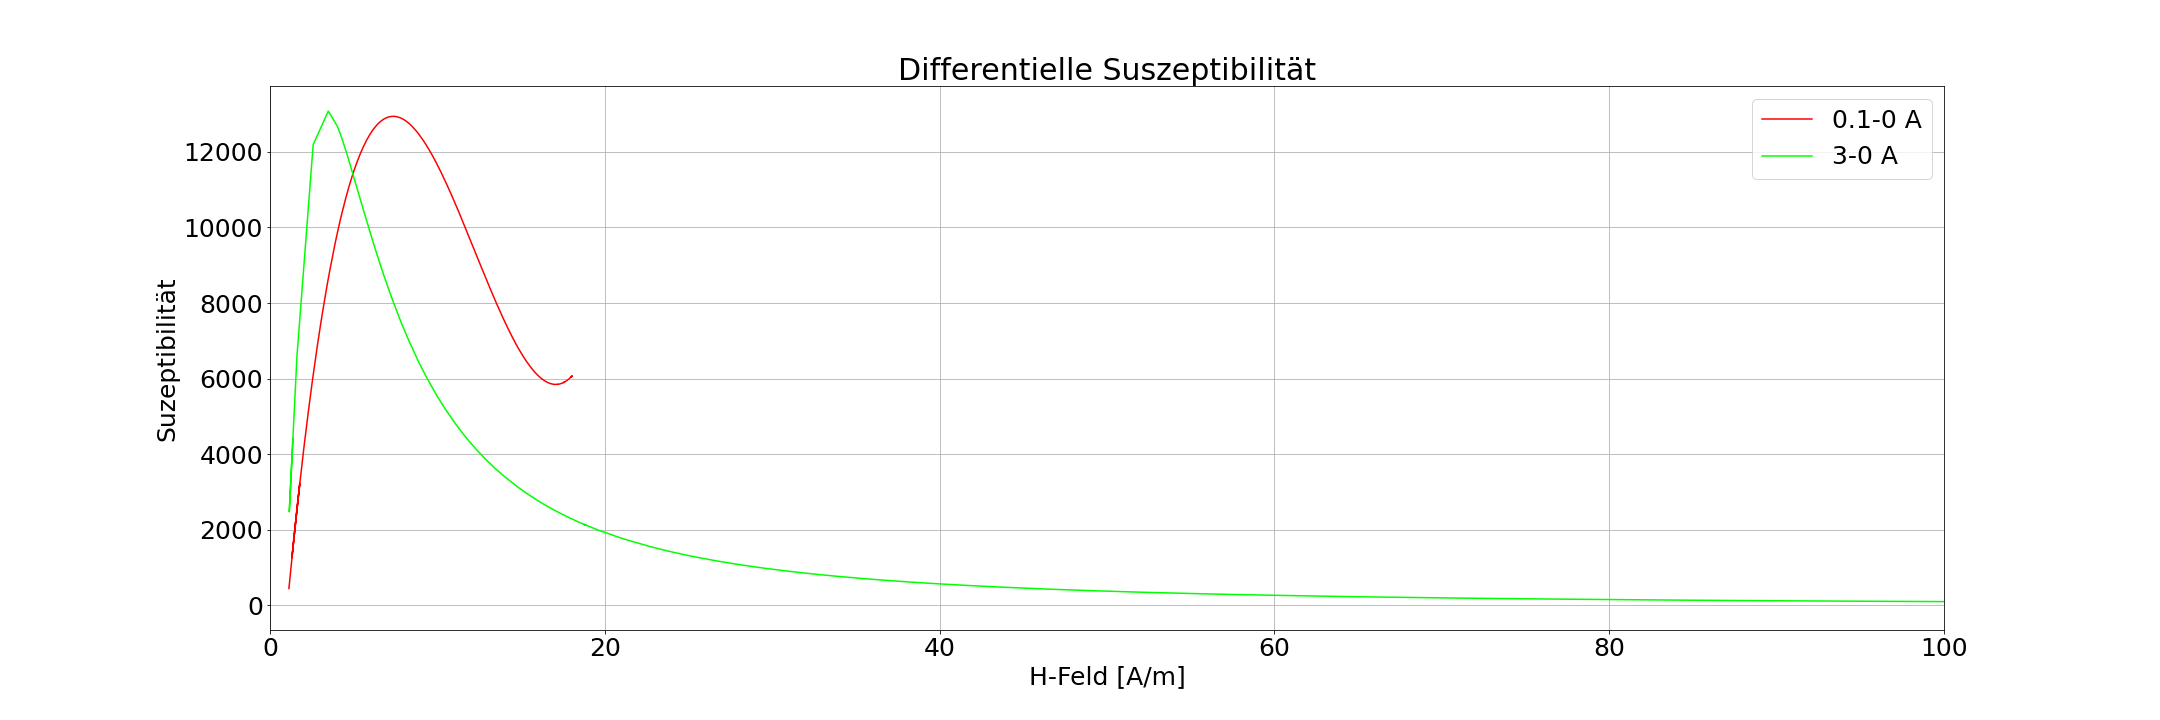 Differentielle Suszeptibilität
0.1-0 A
3-0 A
Suzeptibilität
12000
10000
8000
6000
4000
2000
0
0 20 40 60 80 100
H-Feld [A/m]